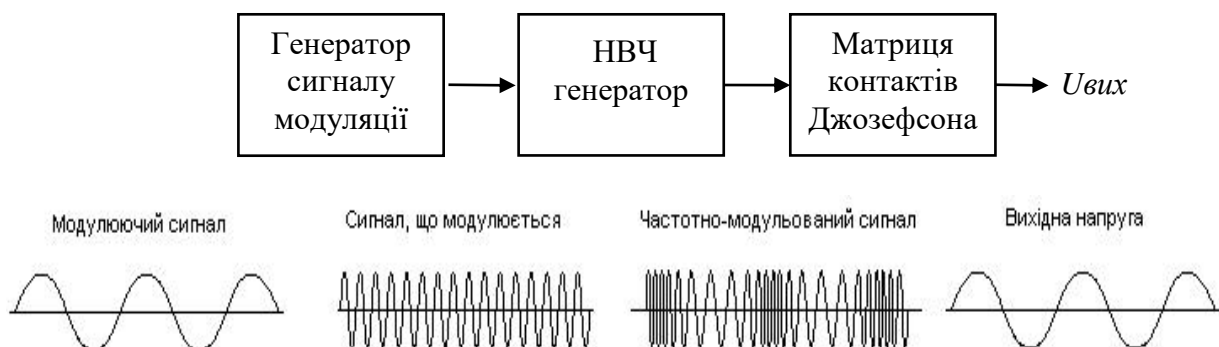 Генератор
сигналу
модуляції
НВЧ
генератор
Матриця
контактів
Джозефсона
Uвих
Модулюючий сигнал
Сигнал, що модулюється
Частотно-модульований сигнал
Вихідна напруга